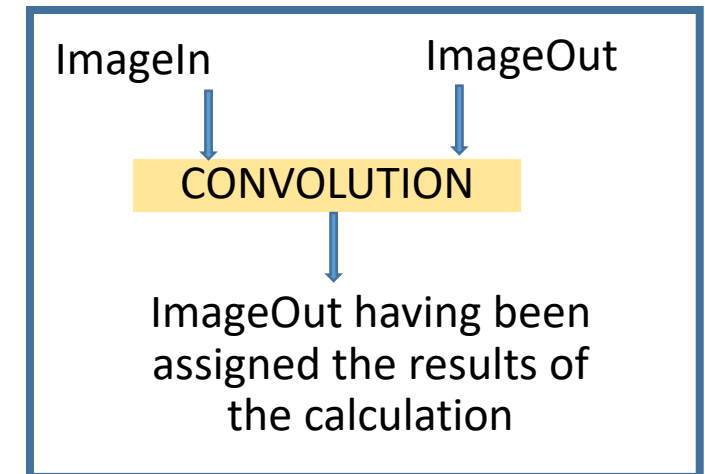 ImageIn
ImageOut
CONVOLUTION
ImageOut having been
assigned the results of
the calculation